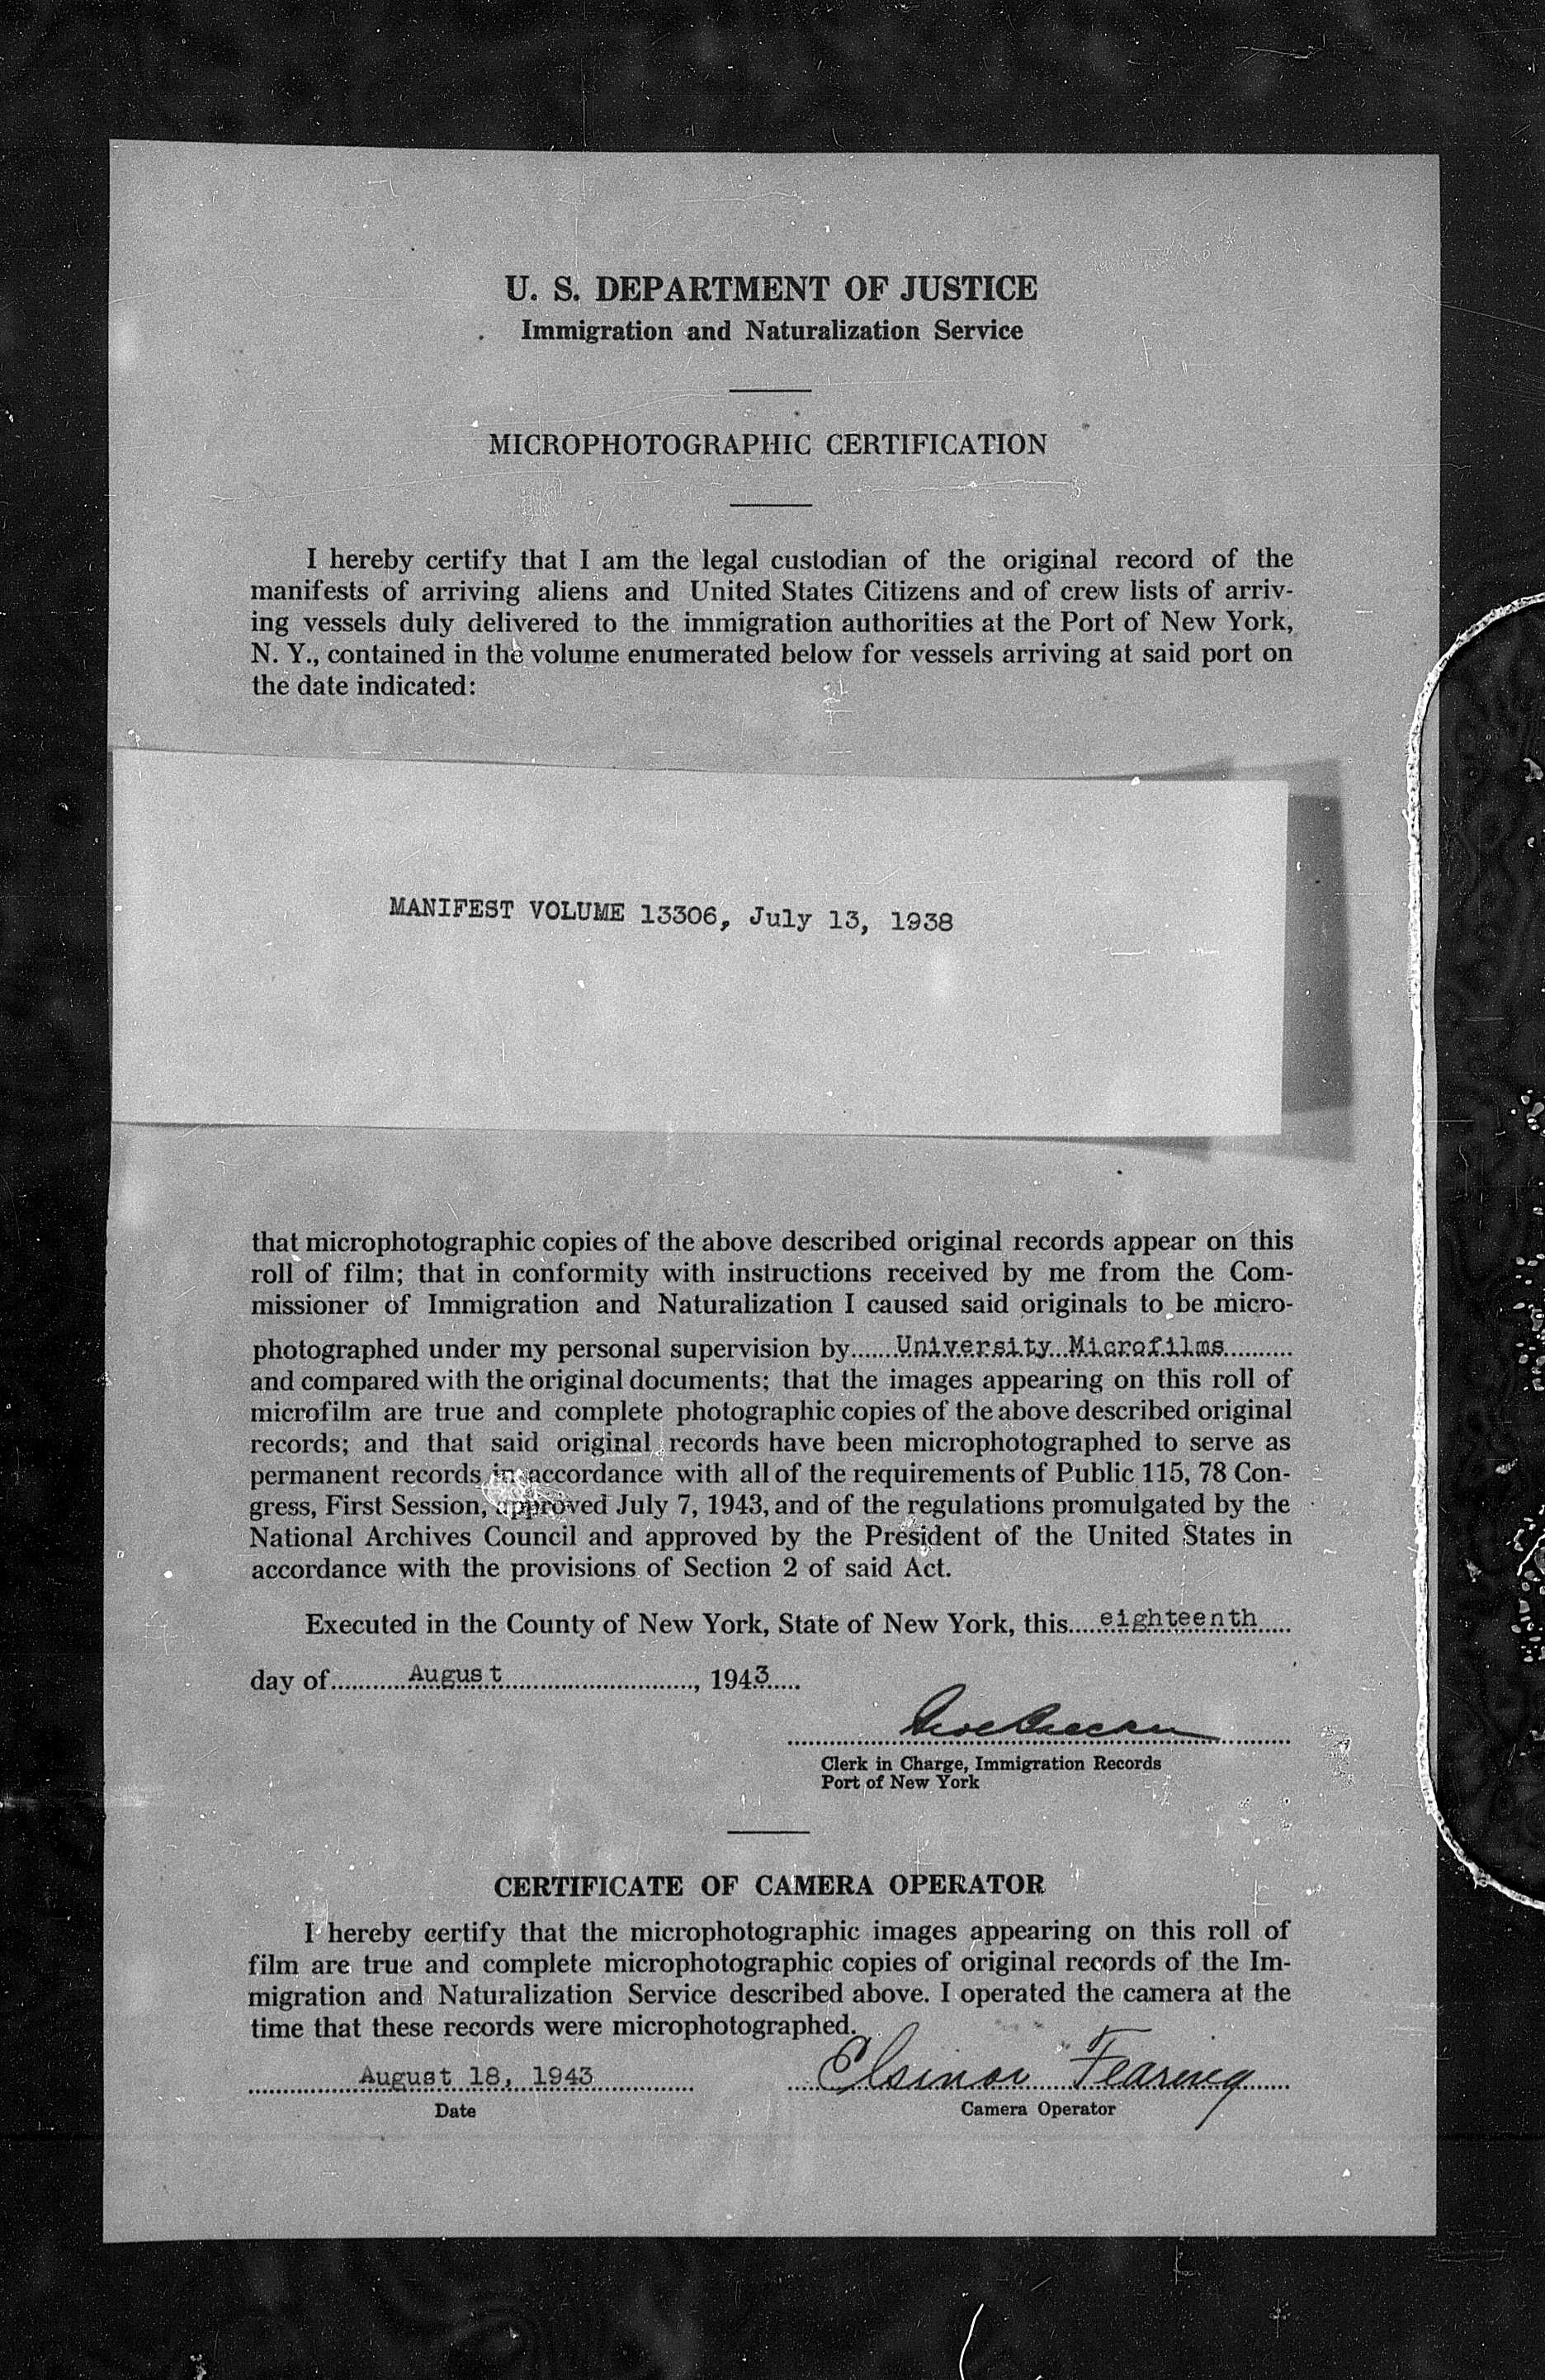 U. S. DEPARTMENT OF JUSTICE
Immigration and Naturalization Service
MICROPHOTOGRAPHIC CERTIFICATION
I hereby certify that I am the legal custodian of the original record of the
manifests of arriving aliens and United States Citizens and of crew lists of arriv-
ing vessels duly delivered to the immigration authorities at the Port of New York,
N. Y., contained in the volume enumerated below for vessels arriving at said port on
the date indicated:
MANIFEST VOLUME 13306, July 13, 1938
that microphotographic copies of the above described original records appear on this
roll of film; that in conformity with instructions received by me from the Com-
missioner of Immigration and Naturalization I caused said originals to be micro-
photographed under my personal supervision by University Microfilms
and compared with the original documents; that the images appearing on this roll of
microfilm are true and complete photographic copies of the above described original
records; and that said original records have been microphotographed to serve as
permanent records in accordance with all of the requirements of Public 115, 78 Con-
gress, First Session, approved July 7, 1943, and of the regulations promulgated by the
National Archives Council and approved by the President of the United States in
accordance with the provisions of Section 2 of said Act.
Executed in the County of New York, State of New York, this eighteenth
day of August, 1943
Clerk in Charge, Immigration Records
Port of New York
CERTIFICATE OF CAMERA OPERATOR
I hereby certify that the microphotographic images appearing on this roll of
film are true and complete microphotographic copies of original records of the Im-
migration and Naturalization Service described above. I operated the camera at the
time that these records were microphotographed.
August 18, 1943 Elsinor Fearing
Date Camera Operator